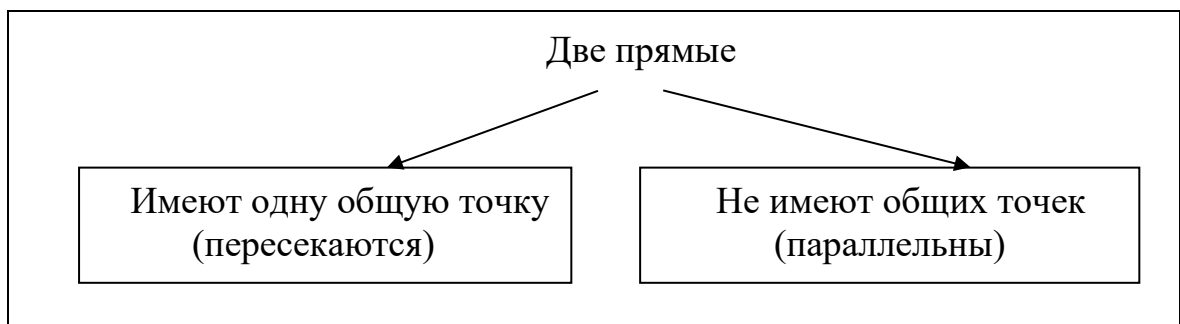 Две прямые
Имеют одну общую точку
(пересекаются)
Не имеют общих точек
(параллельны)